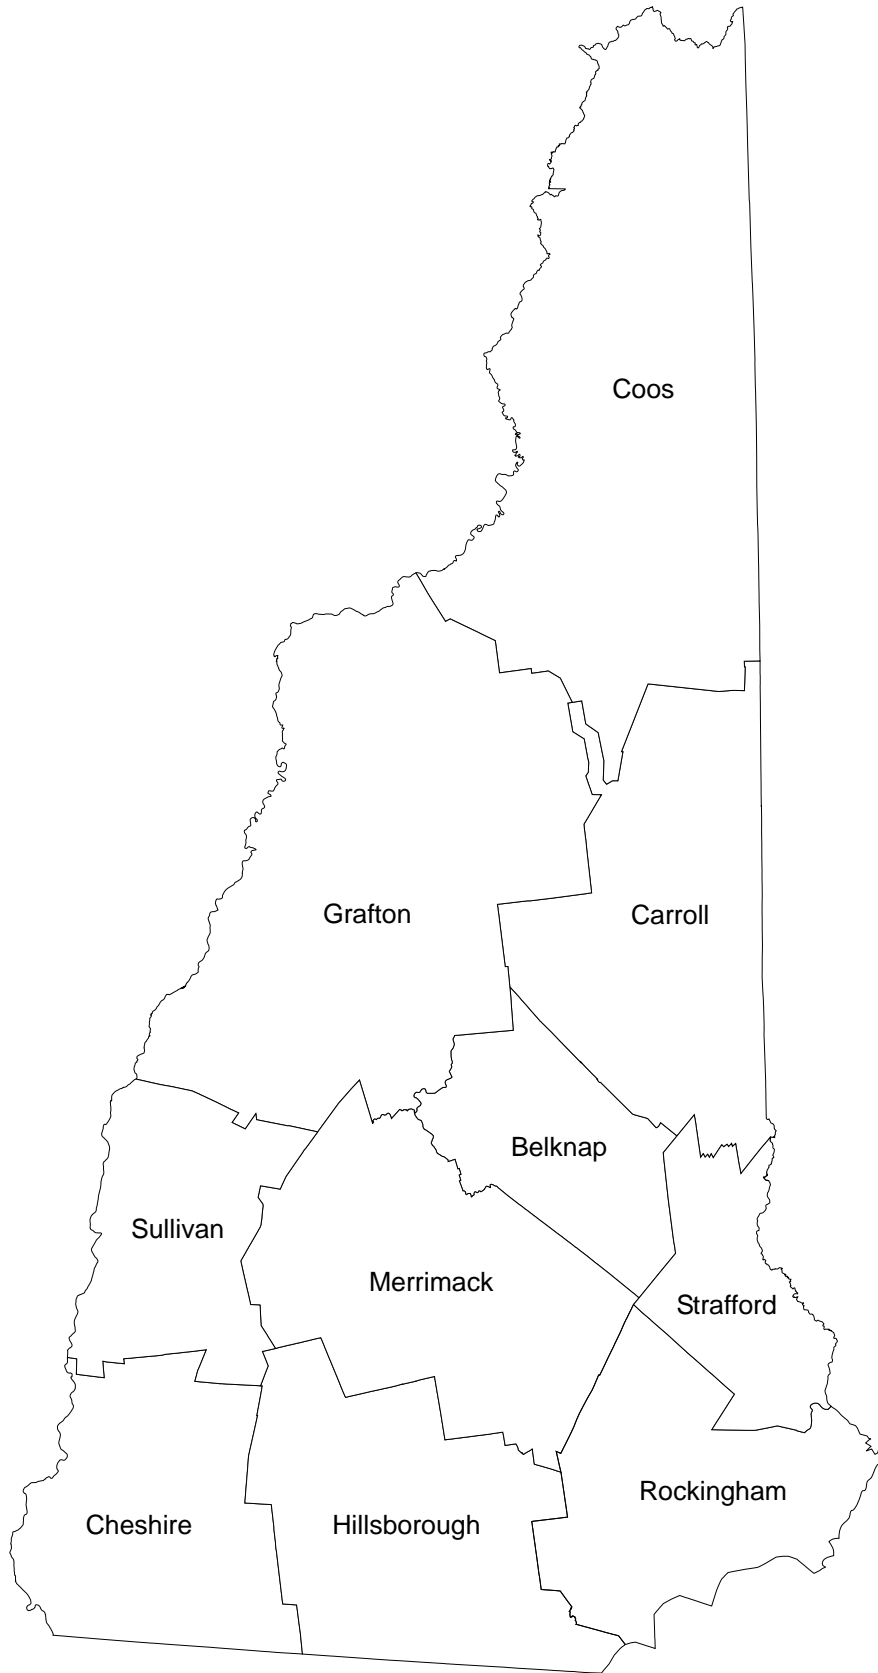 Coos
Grafton
Carroll
Belknap
Sullivan
Merrimack
Strafford
Rockingham
Cheshire
Hillsborough